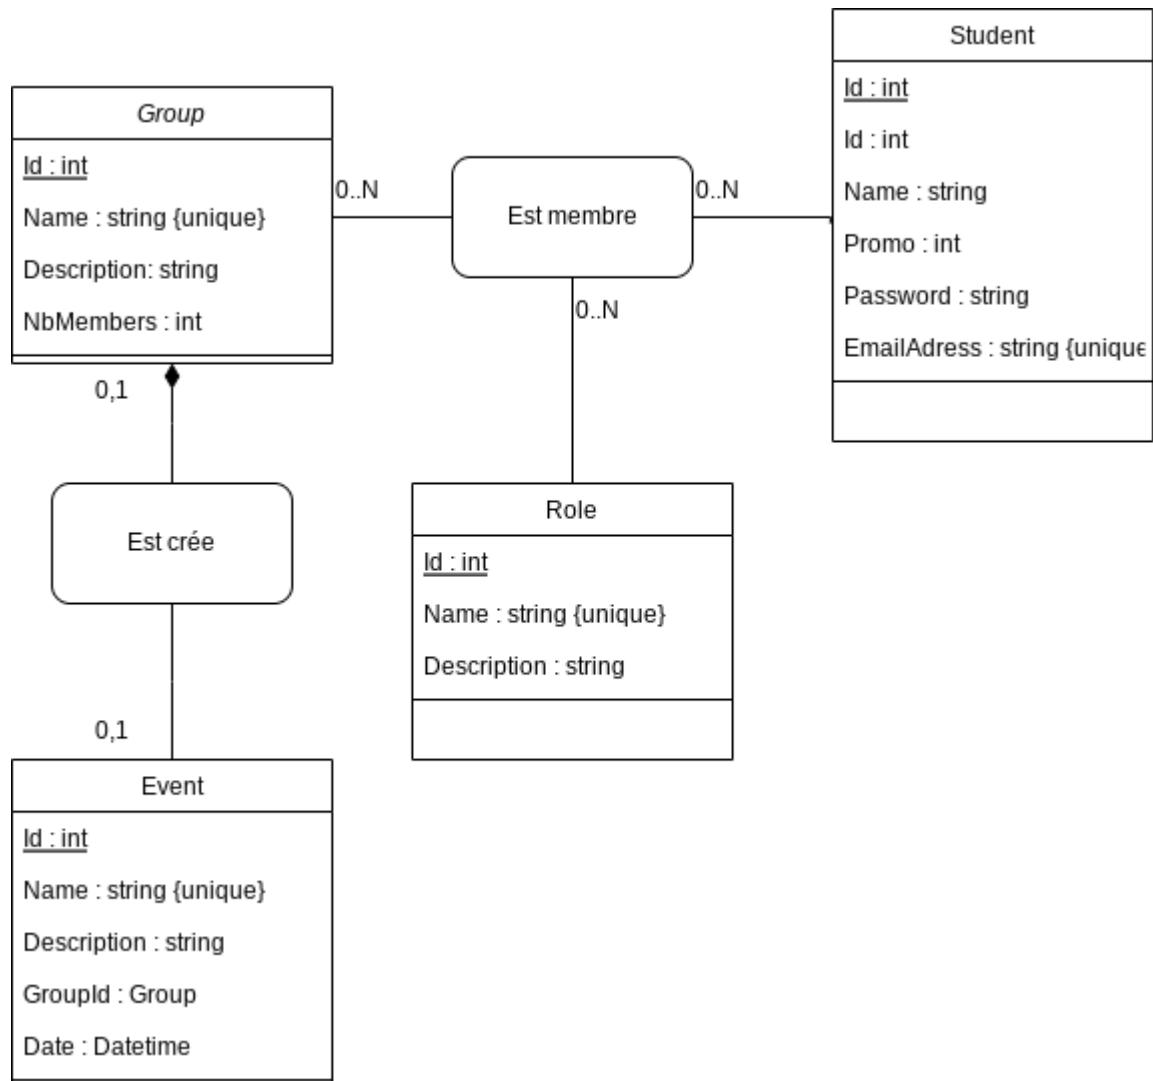 Student
Id : int
Id : int
Name : string
Promo : int
Password : string
EmailAdress : string {unique
Group
Id : int
Name : string {unique}
Description: string
NbMembers : int
0..N
Est membre
0..N
0..N
0,1
Est crée
0,1
Role
Id : int
Name : string {unique}
Description : string
Event
Id : int
Name : string {unique}
Description : string
GroupId : Group
Date : Datetime